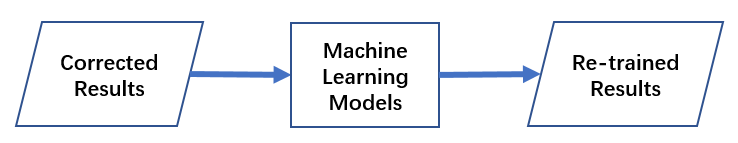 Corrected
Results
Machine
Learning
Models
Re-trained
Results